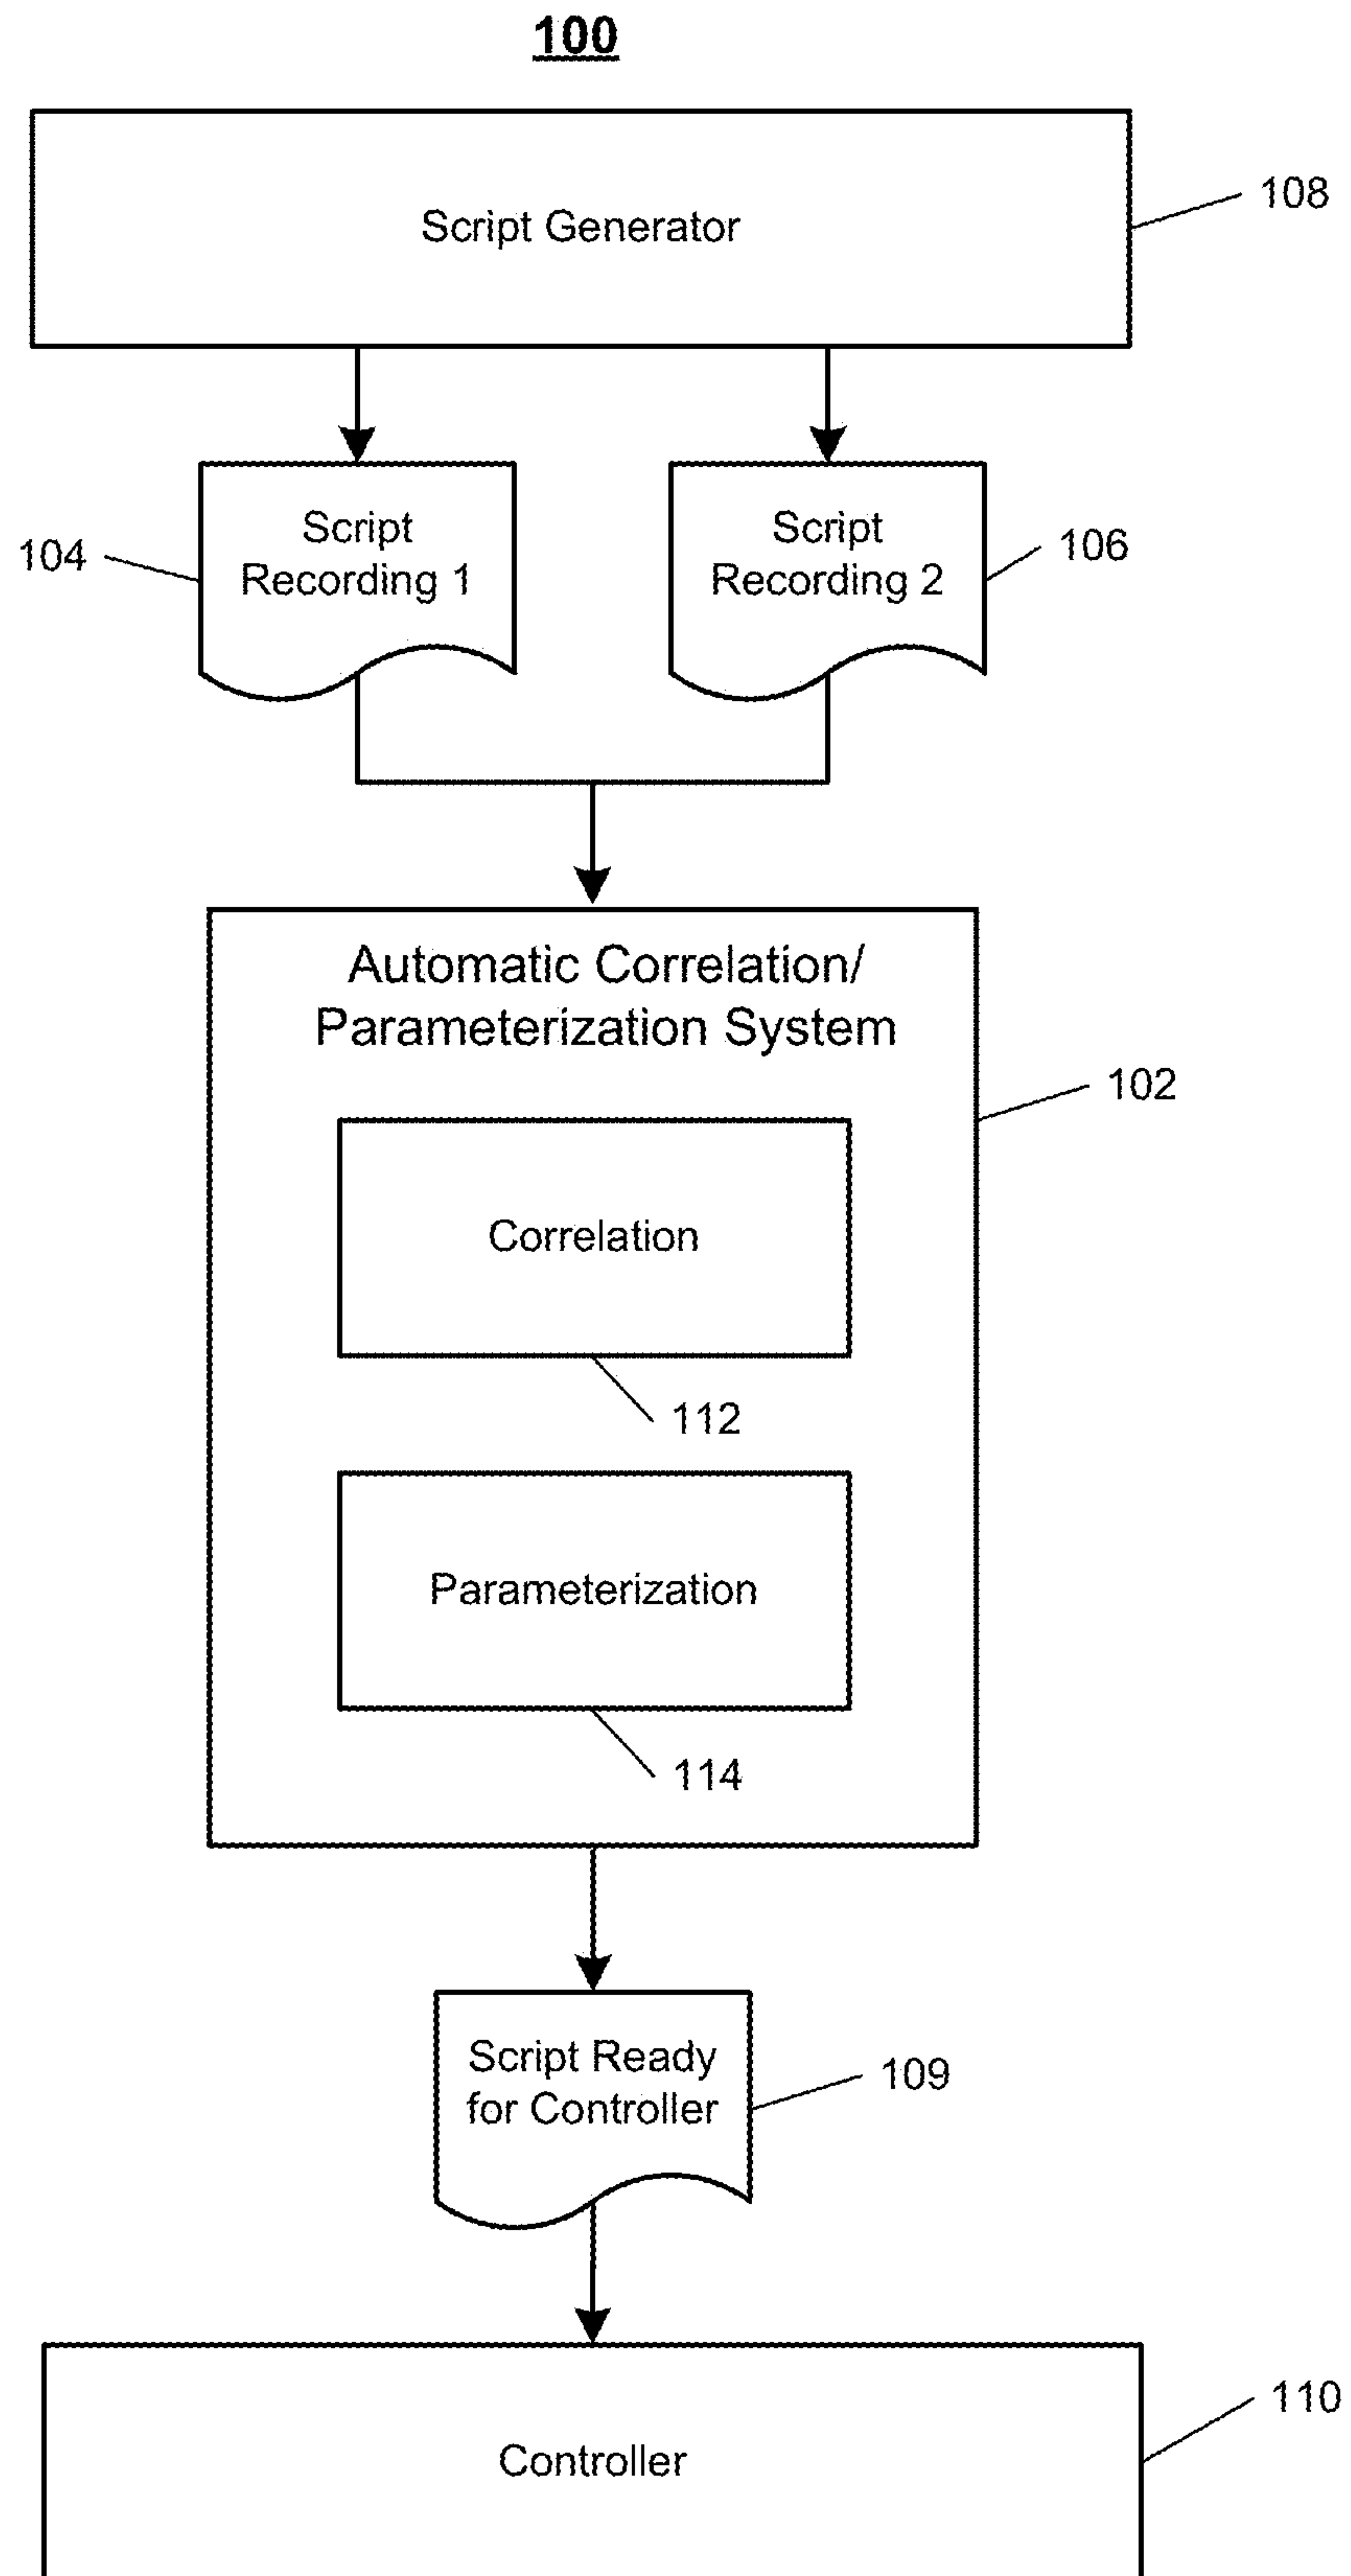 100
Script Generator
108
Script
Recording 1
104
Script
Recording 2
106
Automatic Correlation/
Parameterization System
102
Correlation
112
Parameterization
114
Script Ready
for Controller
109
Controller
110